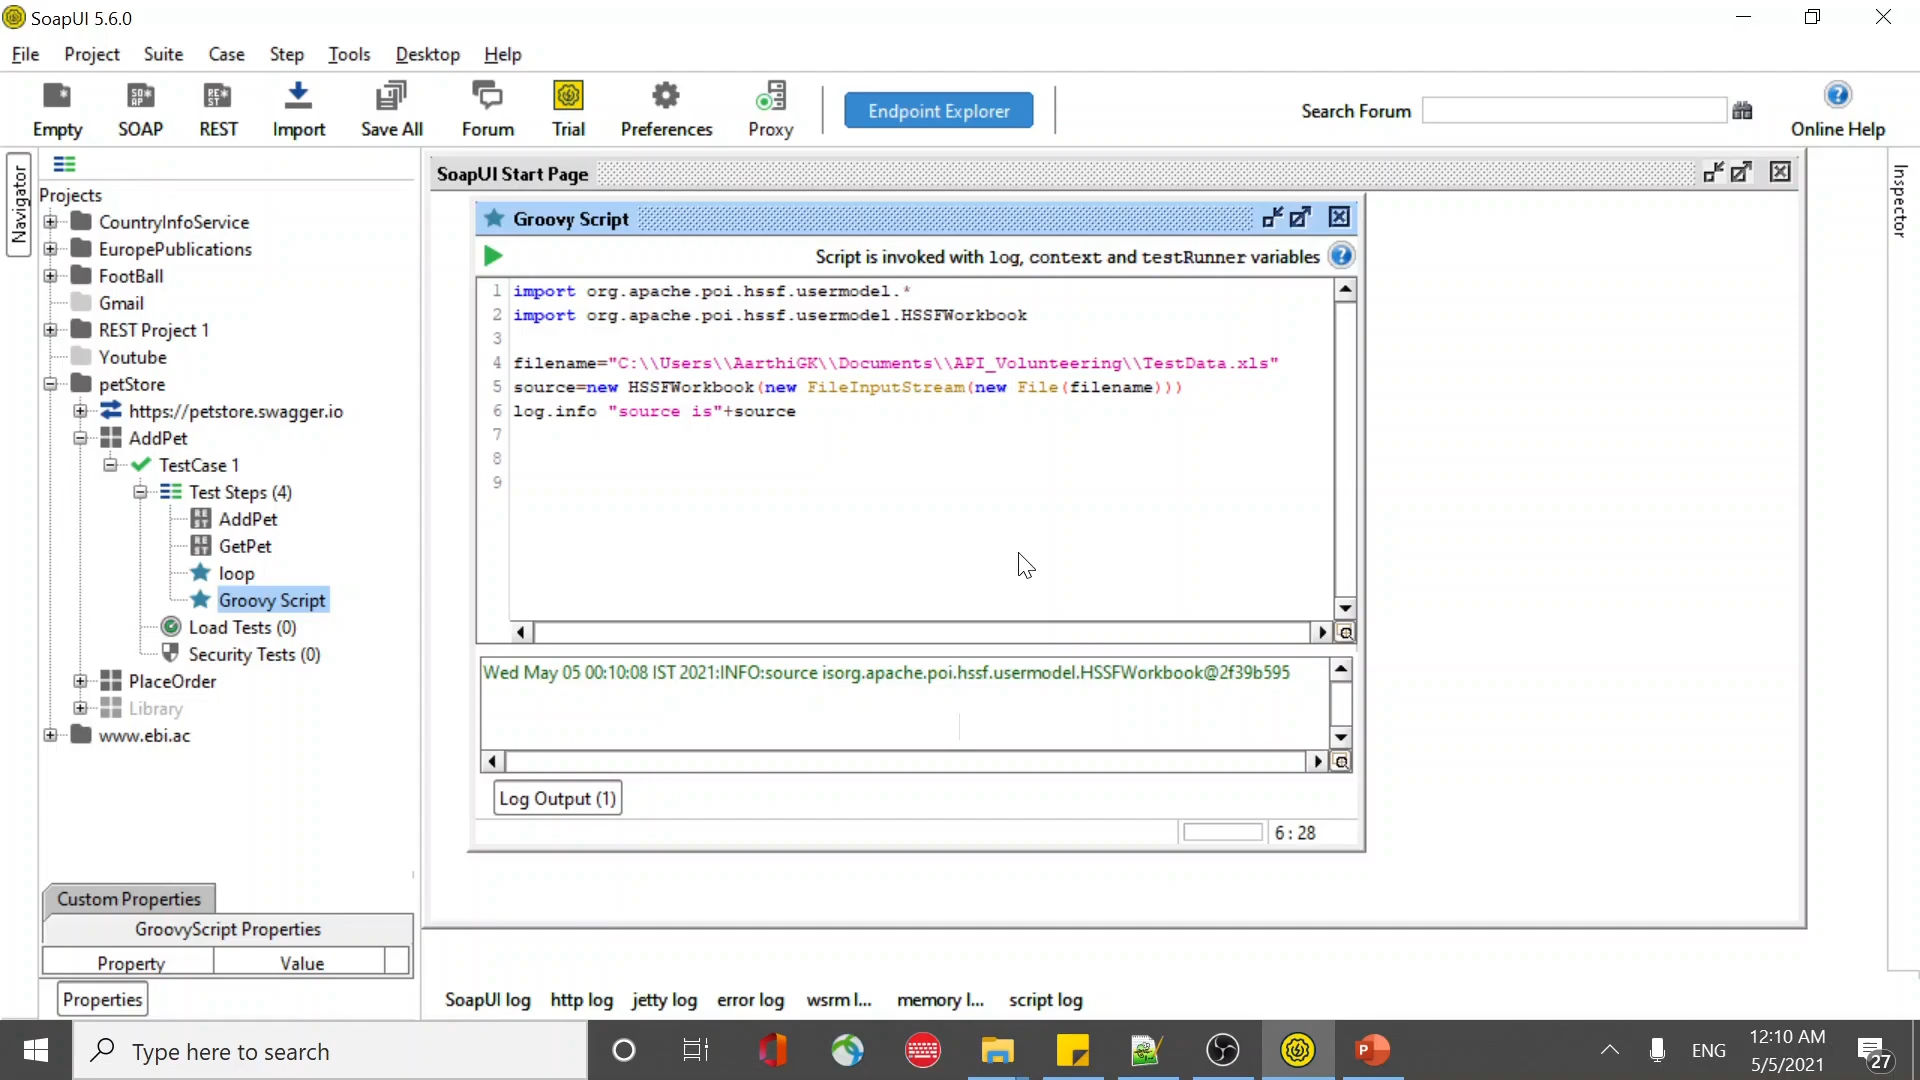 SoapUI 5.6.0
File Project Suite Case Step Tools Desktop Help
Empty SOAP REST Import Save All Forum Trial Preferences Proxy Endpoint Explorer Search Forum Online Help
Navigator
Inspector
Projects
CountryInfoService
EuropePublications
FootBall
Gmail
REST Project 1
Youtube
petStore
https://petstore.swagger.io
AddPet
TestCase 1
Test Steps (4)
AddPet
GetPet
loop
Groovy Script
Load Tests (0)
Security Tests (0)
PlaceOrder
Library
www.ebi.ac
SoapUI Start Page
Groovy Script
Script is invoked with log, context and testRunner variables
1 import org.apache.poi.hssf.usermodel.*
2 import org.apache.poi.hssf.usermodel.HSSFWorkbook
3
4 filename="C:\\Users\\AarthiGK\\Documents\\API_Volunteering\\TestData.xls"
5 source=new HSSFWorkbook(new FileInputStream(new File(filename)))
6 log.info "source is"+source
7
8
9
Wed May 05 00:10:08 IST 2021:INFO:source isorg.apache.poi.hssf.usermodel.HSSFWorkbook@2f39b595
Log Output (1)
6 : 28
Custom Properties
GroovyScript Properties
Property Value
Properties
SoapUI log http log jetty log error log wsrm l... memory l... script log
Type here to search
ENG
12:10 AM
5/5/2021
27